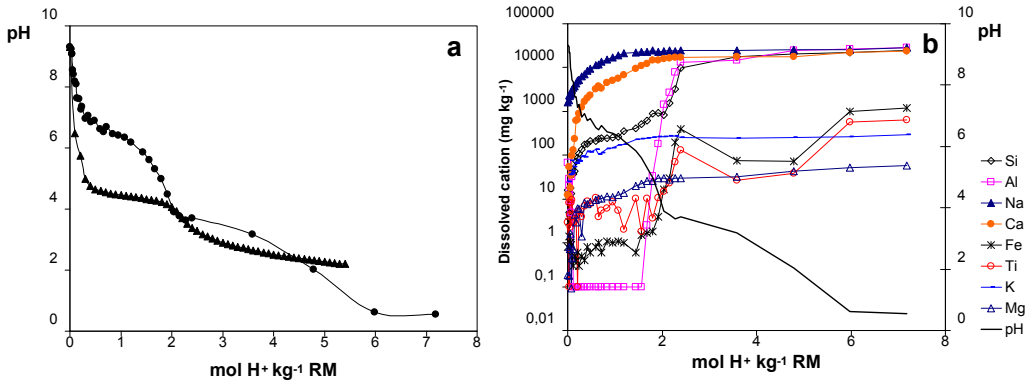 pH
a
10
8
6
4
2
0
0 1 2 3 4 5 6 7 8
mol H+ kg-1 RM
b
pH
Dissolved cation (mg kg-1)
100000
10000
1000
100
10
1
0,1
0,01
10
8
6
4
2
0
0 2 4 6 8
mol H+ kg-1 RM
Si
Al
Na
Ca
Fe
Ti
K
Mg
pH